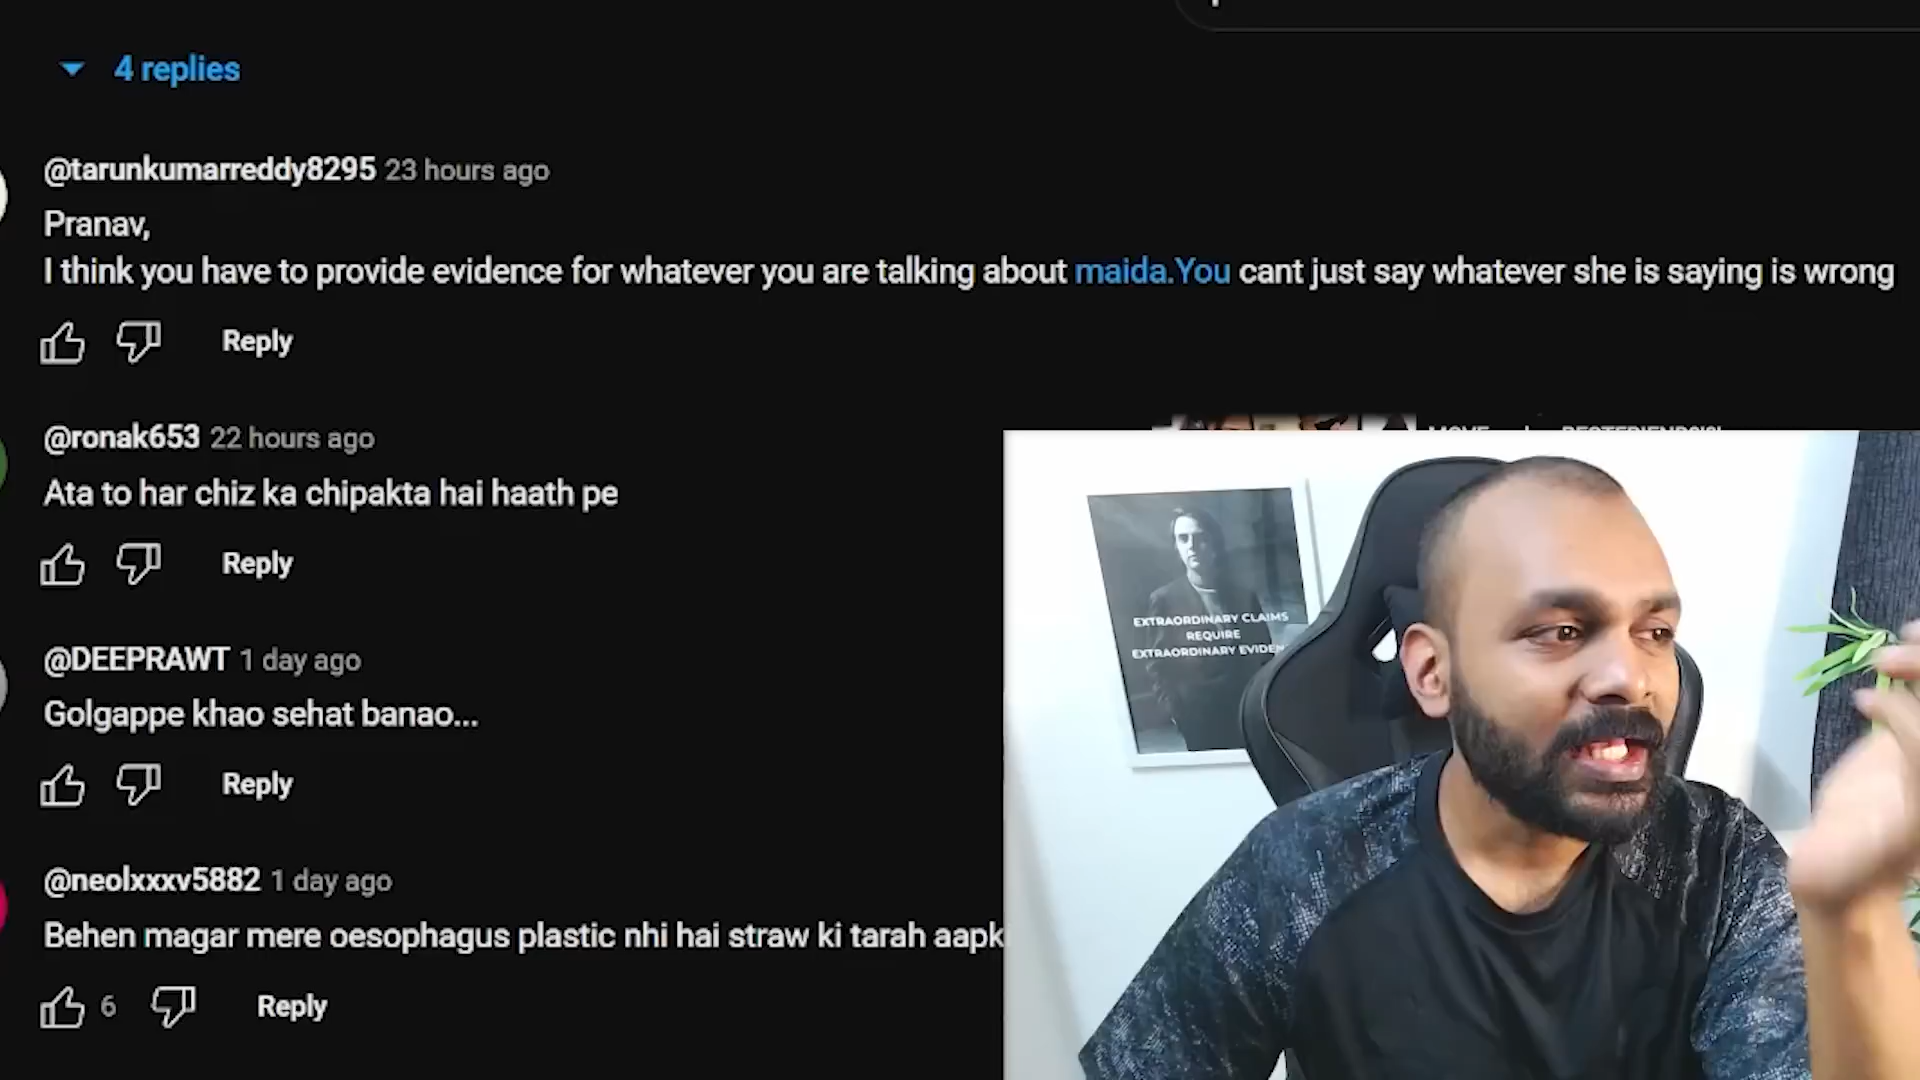 4 replies
@tarunkumarreddy8295 23 hours ago
Pranav,
I think you have to provide evidence for whatever you are talking about maida.You cant just say whatever she is saying is wrong
Reply
@ronak653 22 hours ago
Ata to har chiz ka chipakta hai haath pe
Reply
@DEEPRAWT 1 day ago
Golgappe khao sehat banao...
Reply
@neolxxxv5882 1 day ago
Behen magar mere oesophagus plastic nhi hai straw ki tarah
6 Reply
EXTRAORDINARY CLAIMS
REQUIRE
EXTRAORDINARY